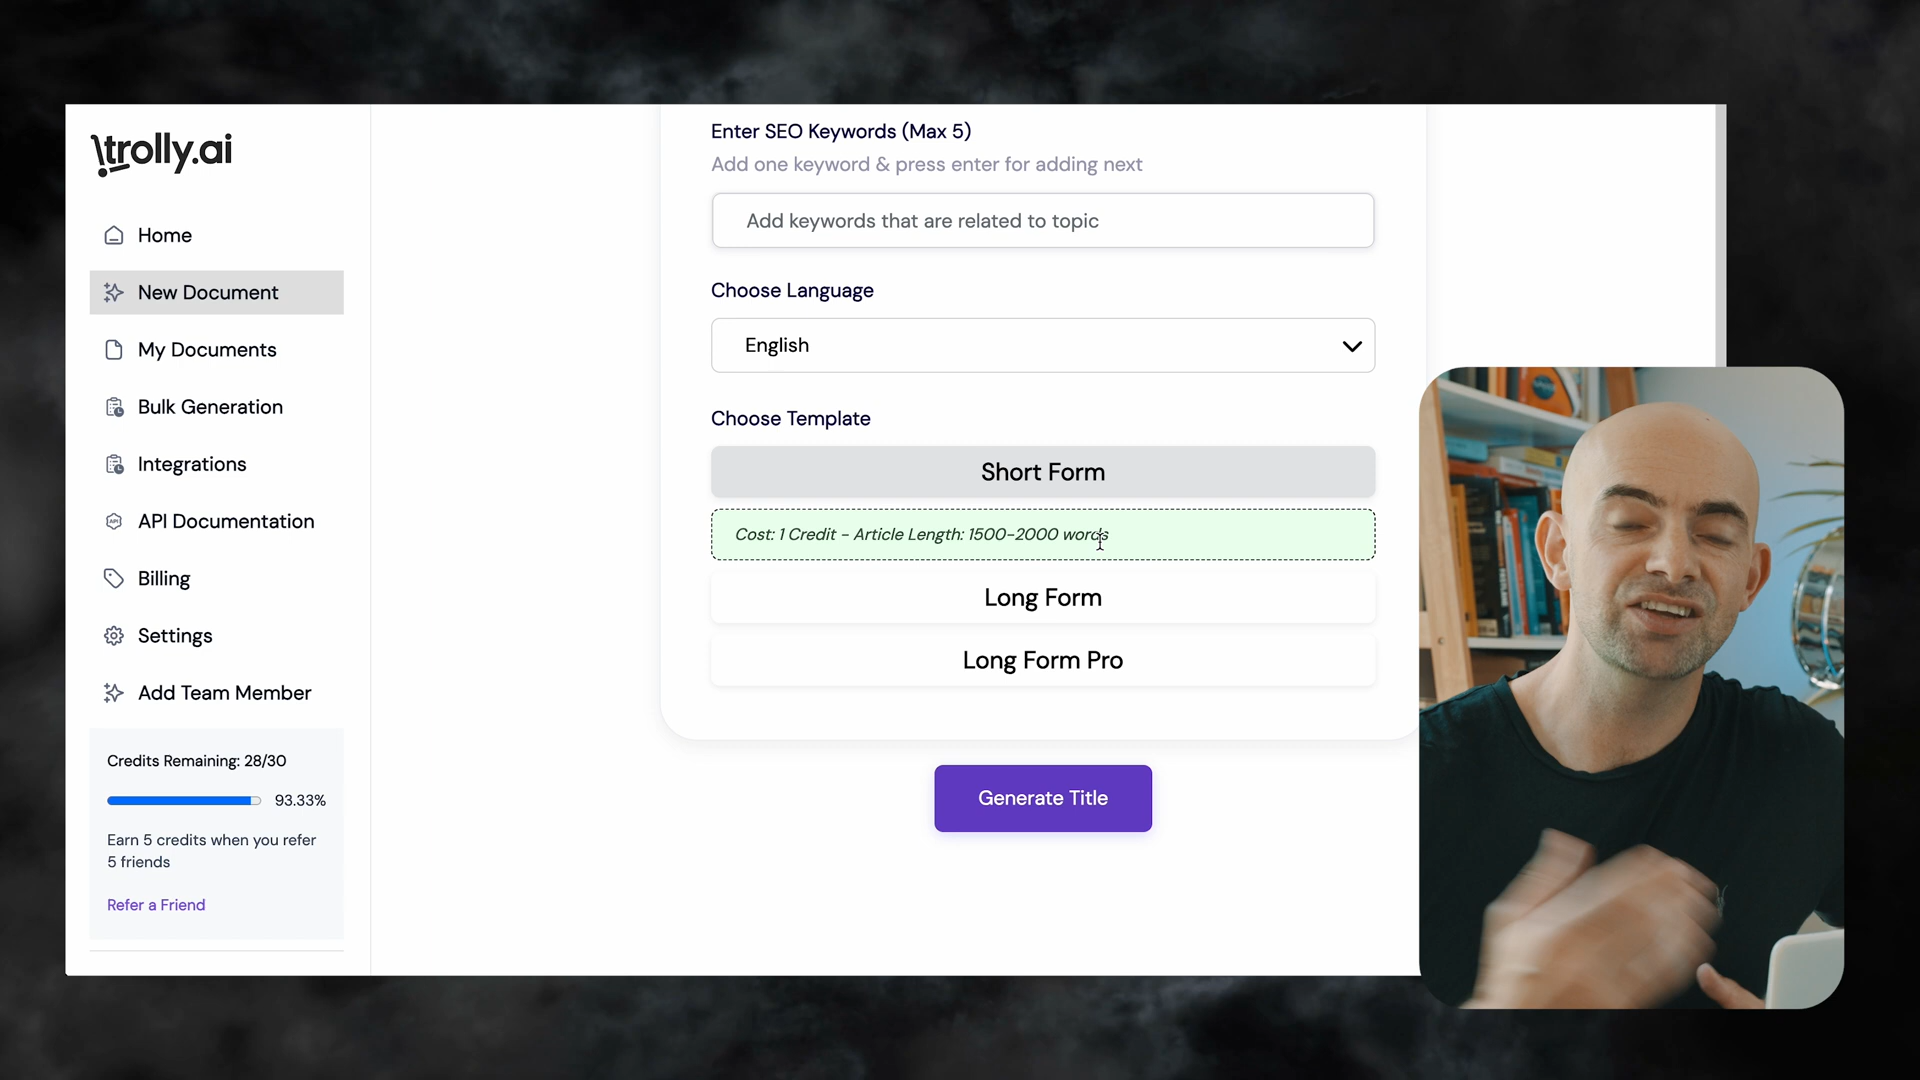 trolly.ai
Home
New Document
My Documents
Bulk Generation
Integrations
API Documentation
Billing
Settings
Add Team Member
Credits Remaining: 28/30
93.33%
Earn 5 credits when you refer
5 friends
Refer a Friend
Enter SEO Keywords (Max 5)
Add one keyword & press enter for adding next
Add keywords that are related to topic
Choose Language
English
Choose Template
Short Form
Cost: 1 Credit - Article Length: 1500-2000 words
Long Form
Long Form Pro
Generate Title